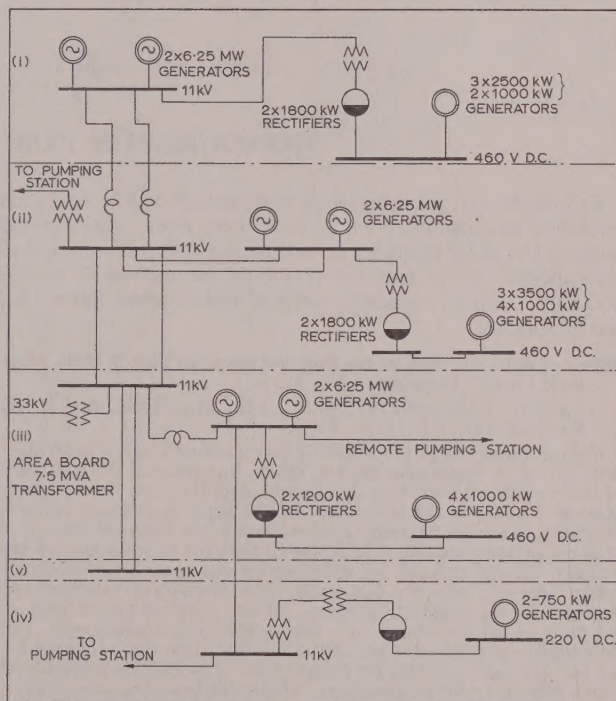 (i)
2×6·25 MW
GENERATORS
11kV
2×1800 kW
RECTIFIERS
3×2500 kW
2×1000 kW
GENERATORS
460 V D.C.
TO PUMPING
STATION
(ii)
11kV
2×6·25 MW
GENERATORS
2×1800 kW
RECTIFIERS
3×3500 kW
4×1000 kW
GENERATORS
460 V D.C.
11kV
33kV
(iii)
AREA BOARD
7·5 MVA
TRANSFORMER
2×6·25 MW
GENERATORS
REMOTE PUMPING STATION
2×1200 kW
RECTIFIERS
4×1000 kW
GENERATORS
460 V D.C.
(v)
11kV
(iv)
TO
PUMPING STATION
11kV
2-750 kW
GENERATORS
220 V D.C.